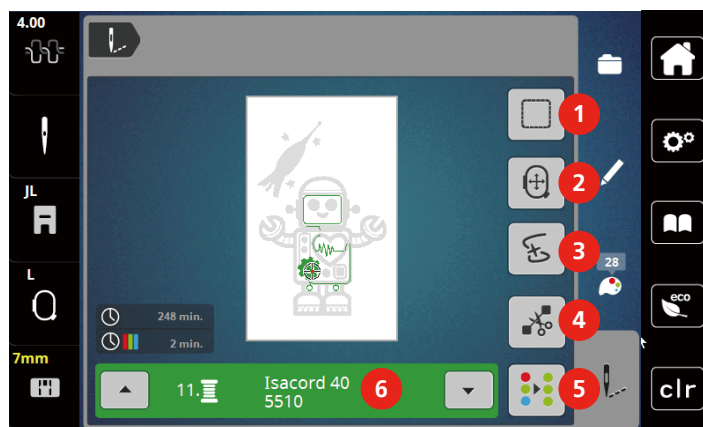 4.00
JL
L
7mm
248 min.
2 min.
11.
Isacord 40
5510
1
2
3
4
5
6
28
eco
clr